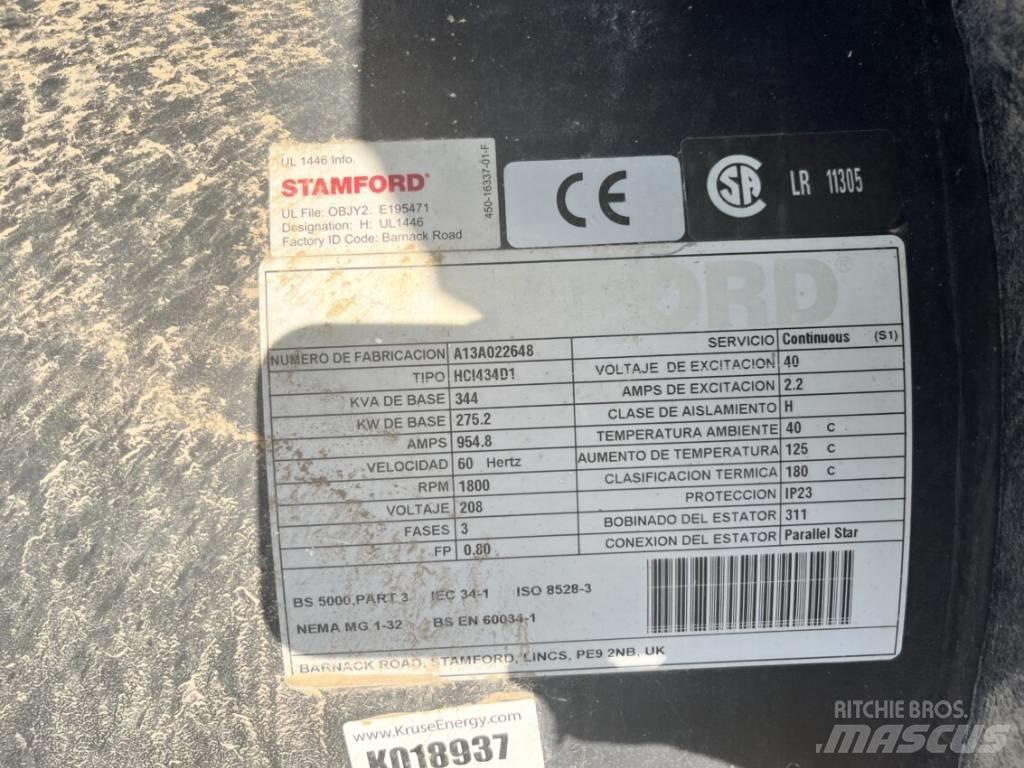 UL 1446 Info.
STAMFORD®
UL File: OBJY2. E195471
Designation: H: UL1446
Factory ID Code: Barnack Road
450-16337-01-F
CE
CSA LR 11305
ORD®
NUMERO DE FABRICACION A13A022648
TIPO HCI434D1
KVA DE BASE 344
KW DE BASE 275.2
AMPS 954.8
VELOCIDAD 60 Hertz
RPM 1800
VOLTAJE 208
FASES 3
FP 0.80
SERVICIO Continuous (S1)
VOLTAJE DE EXCITACION 40
AMPS DE EXCITACION 2.2
CLASE DE AISLAMIENTO H
TEMPERATURA AMBIENTE 40 C
AUMENTO DE TEMPERATURA 125 C
CLASIFICACION TERMICA 180 C
PROTECCION IP23
BOBINADO DEL ESTATOR 311
CONEXION DEL ESTATOR Parallel Star
BS 5000,PART 3 IEC 34-1 ISO 8528-3
NEMA MG 1-32 BS EN 60034-1
BARNACK ROAD, STAMFORD, LINCS, PE9 2NB, UK
www.KruseEnergy.com
K018937
RITCHIE BROS.
MASCUS